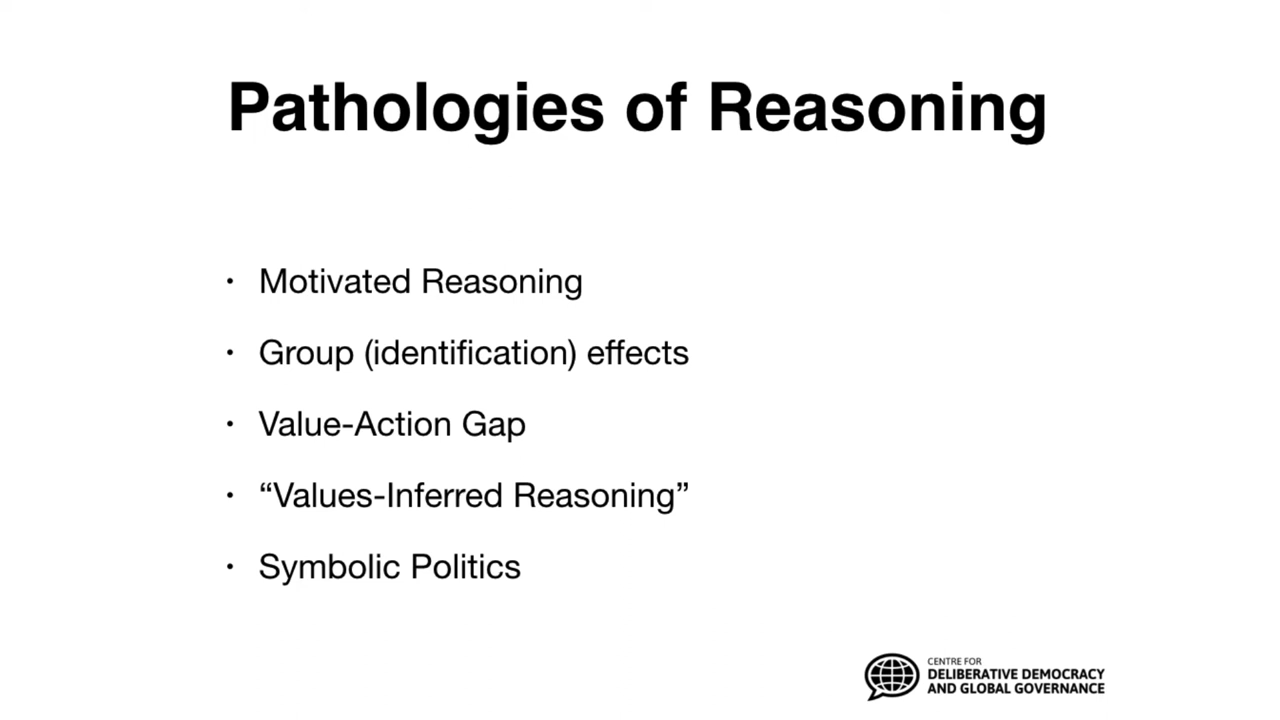 Pathologies of Reasoning
• Motivated Reasoning
• Group (identification) effects
• Value-Action Gap
• “Values-Inferred Reasoning”
• Symbolic Politics
CENTRE FOR
DELIBERATIVE DEMOCRACY
AND GLOBAL GOVERNANCE